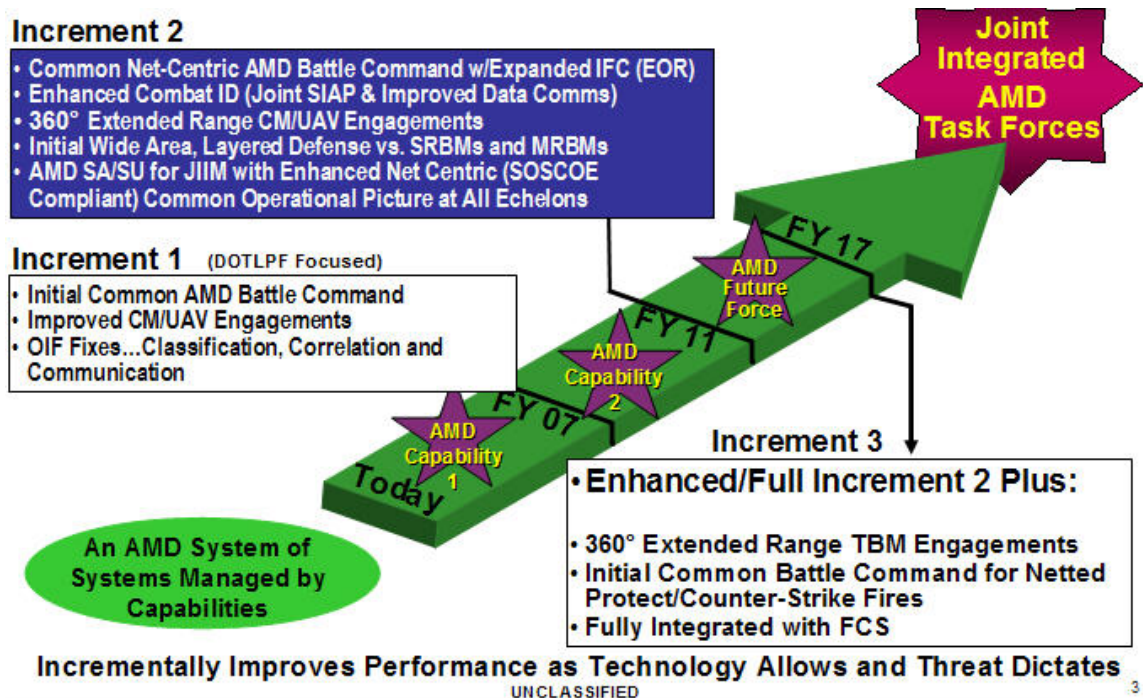 Increment 2
• Common Net-Centric AMD Battle Command w/Expanded IFC (EOR)
• Enhanced Combat ID (Joint SIAP & Improved Data Comms)
• 360° Extended Range CM/UAV Engagements
• Initial Wide Area, Layered Defense vs. SRBMs and MRBMs
• AMD SA/SU for JIIM with Enhanced Net Centric (SOSCOE
Compliant) Common Operational Picture at All Echelons
Joint
Integrated
AMD
Task Forces
Increment 1 (DOTLPF Focused)
• Initial Common AMD Battle Command
• Improved CM/UAV Engagements
• OIF Fixes...Classification, Correlation and
Communication
Today
AMD
Capability
1
FY 07
AMD
Capability
2
FY 11
AMD
Future
Force
FY 17
Increment 3
• Enhanced/Full Increment 2 Plus:
• 360° Extended Range TBM Engagements
• Initial Common Battle Command for Netted
Protect/Counter-Strike Fires
• Fully Integrated with FCS
An AMD System of
Systems Managed by
Capabilities
Incrementally Improves Performance as Technology Allows and Threat Dictates
UNCLASSIFIED
3